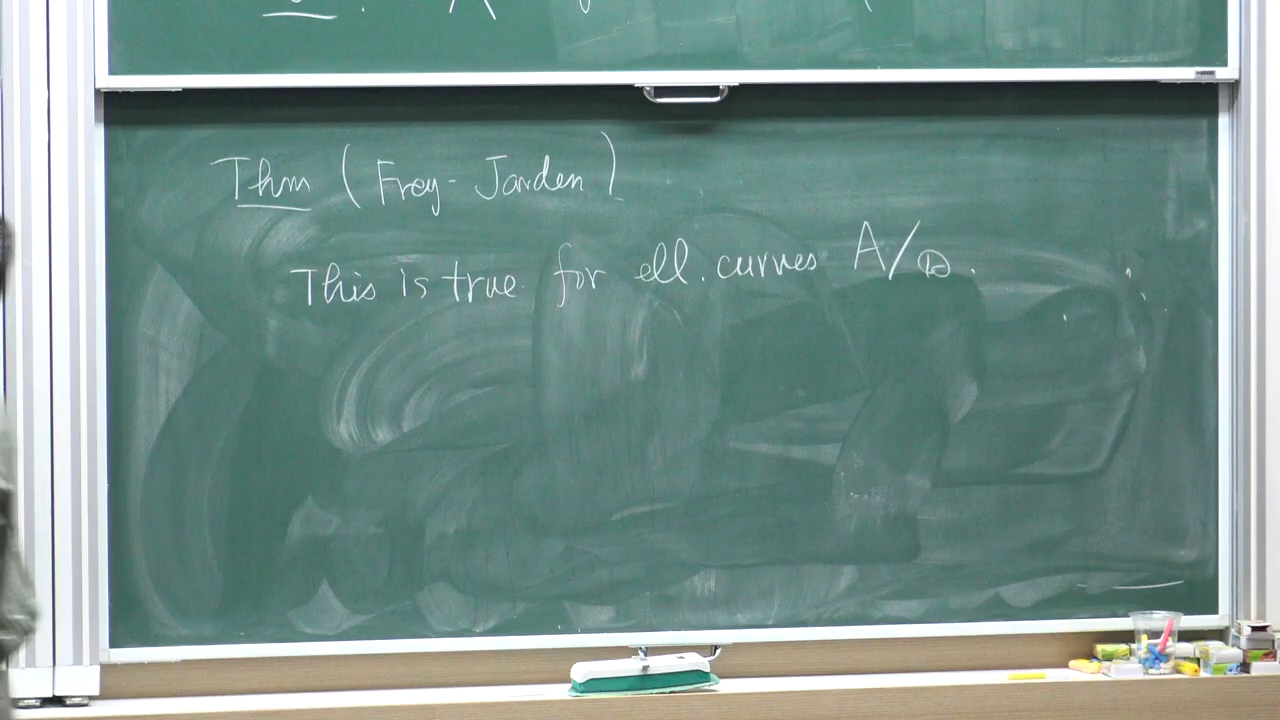 Thm (Frey-Jarden)
This is true for ell. curves A/ℚ.